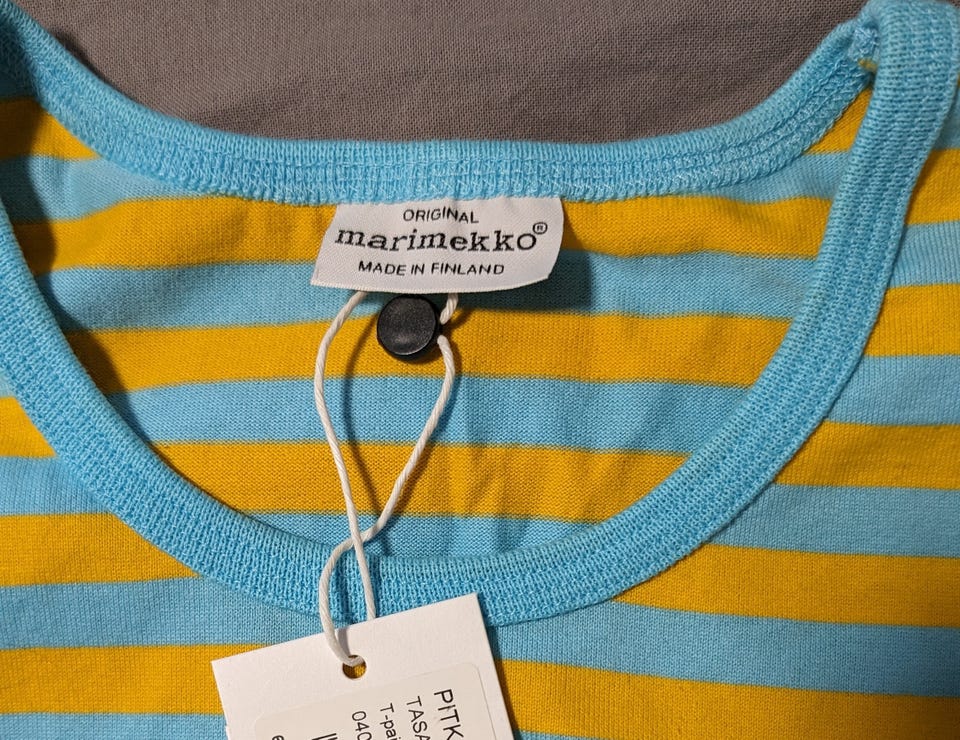 ORIGINAL
marimekko®
MADE IN FINLAND
PITK
TASA
T-pai
040